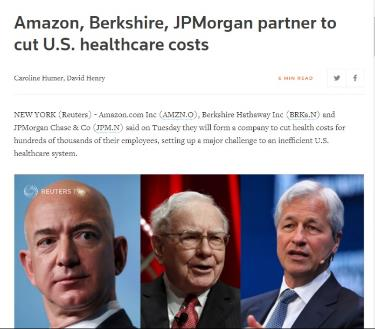 Amazon, Berkshire, JPMorgan partner to
cut U.S. healthcare costs
Caroline Humer, David Henry
6 MIN READ
NEW YORK (Reuters) - Amazon.com Inc (AMZN.O), Berkshire Hathaway Inc (BRKa.N) and
JPMorgan Chase & Co (JPM.N) said on Tuesday they will form a company to cut health costs for
hundreds of thousands of their employees, setting up a major challenge to an inefficient U.S.
healthcare system.
REUTERS TV